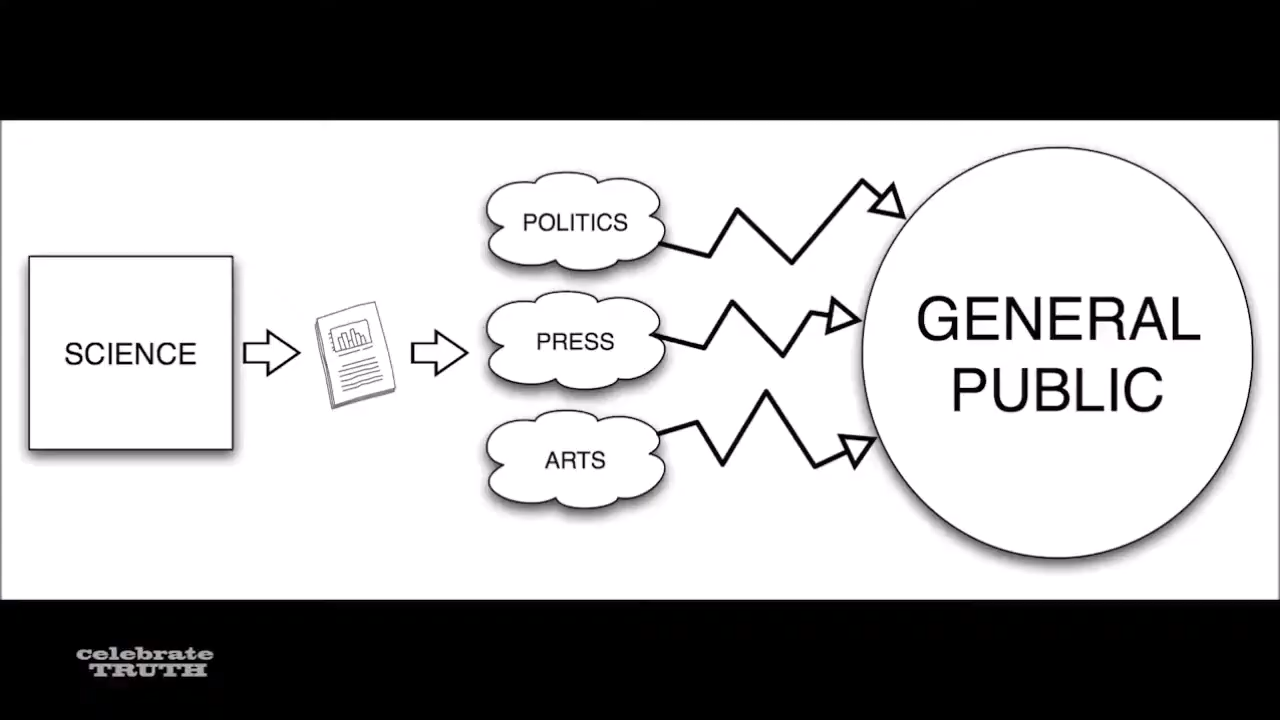 SCIENCE
POLITICS
PRESS
ARTS
GENERAL
PUBLIC
celebrate
TRUTH